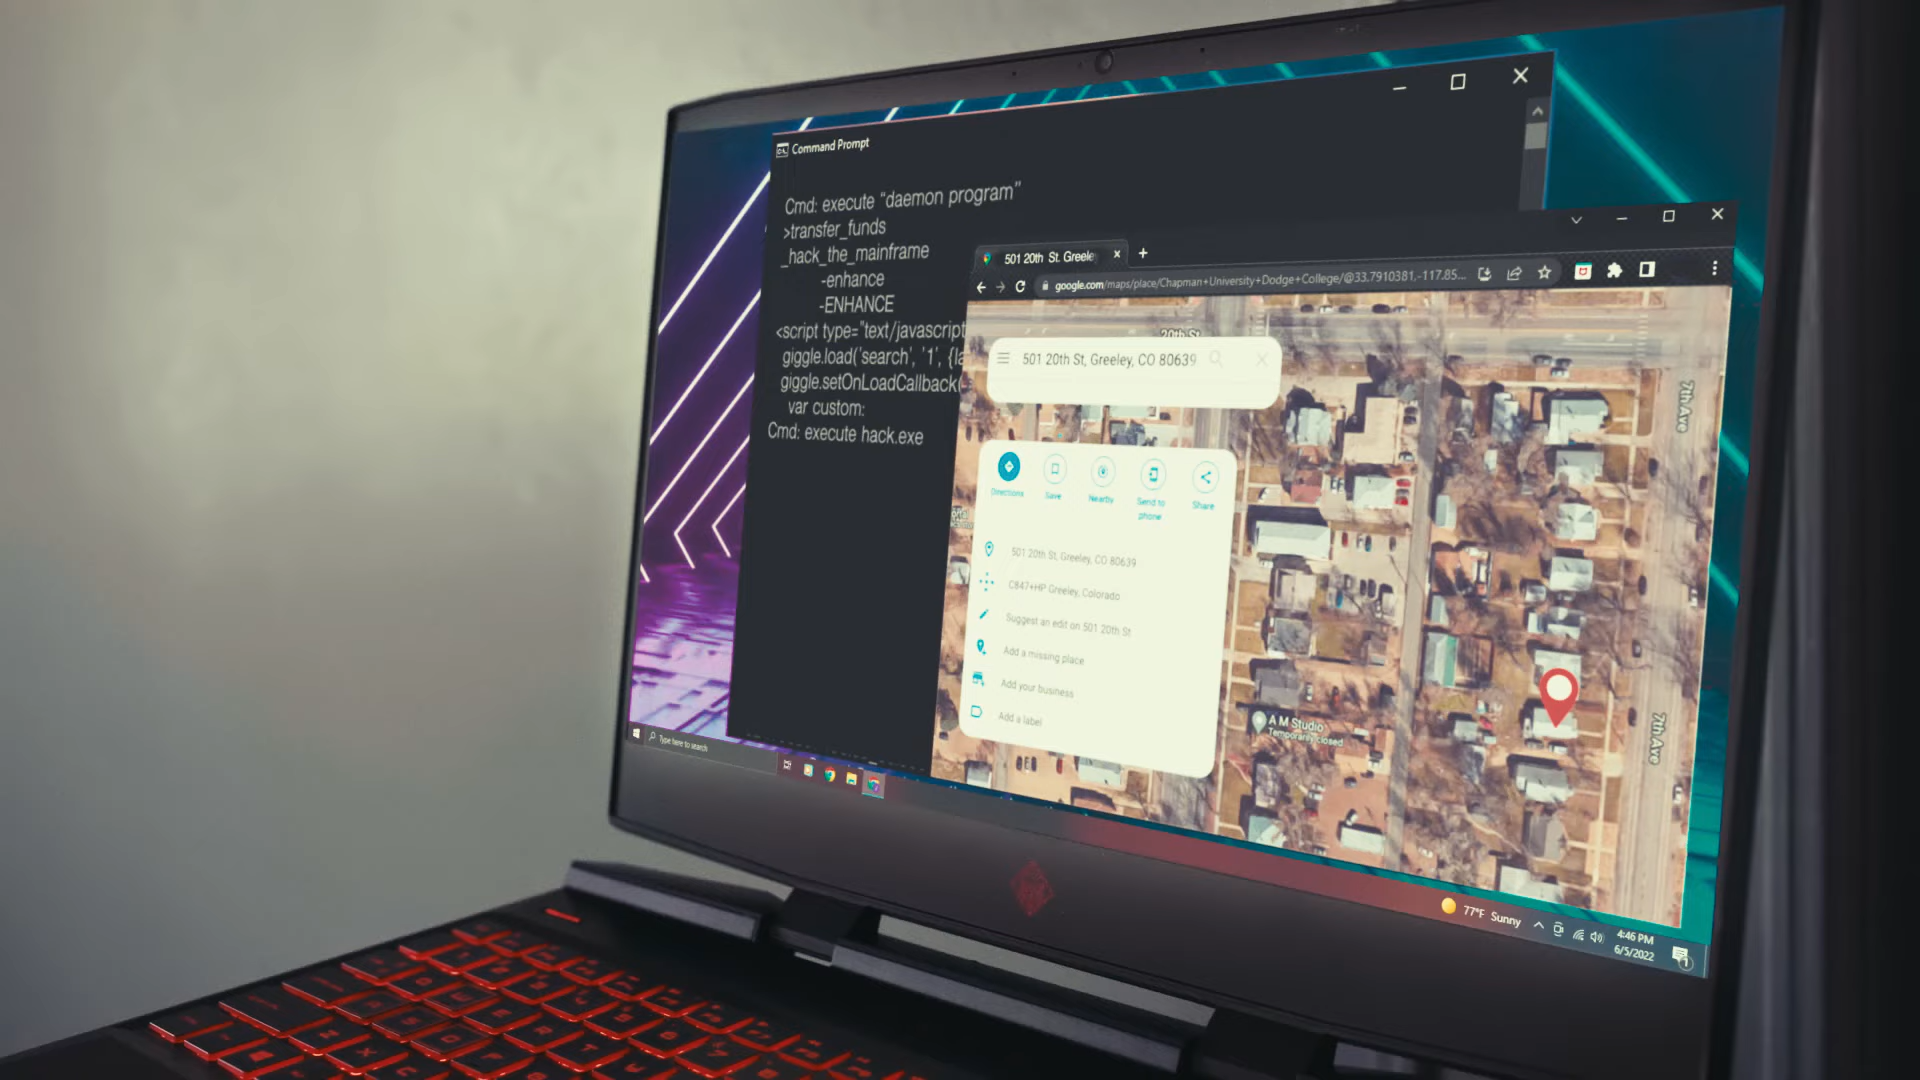 Command Prompt
Cmd: execute “daemon program”
>transfer_funds
_hack_the_mainframe
-enhance
-ENHANCE
<script type="text/javascript
giggle.load('search', '1', {la
giggle.setOnLoadCallback(
var custom:
Cmd: execute hack.exe
501 20th St. Greele
google.com/maps/place/Chapman+University+Dodge+College/@33.7910381,-117.85...
20th St
501 20th St, Greeley, CO 80639
7th Ave
Directions
Save
Nearby
Send to
phone
Share
501 20th St, Greeley, CO 80639
C847+HP Greeley, Colorado
Suggest an edit on 501 20th St
Add a missing place
Add your business
Add a label
A M Studio
Temporarily closed
7th Ave
Type here to search
77°F Sunny
4:46 PM
6/5/2022
1